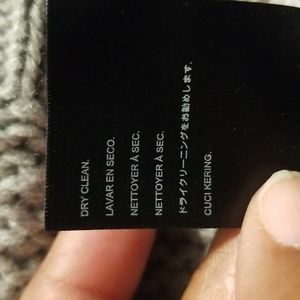 DRY CLEAN.
LAVAR EN SECO.
NETTOYER À SEC.
NETTOYER À SEC.
ドライクリーニングをお勧めします.
CUCI KERING.